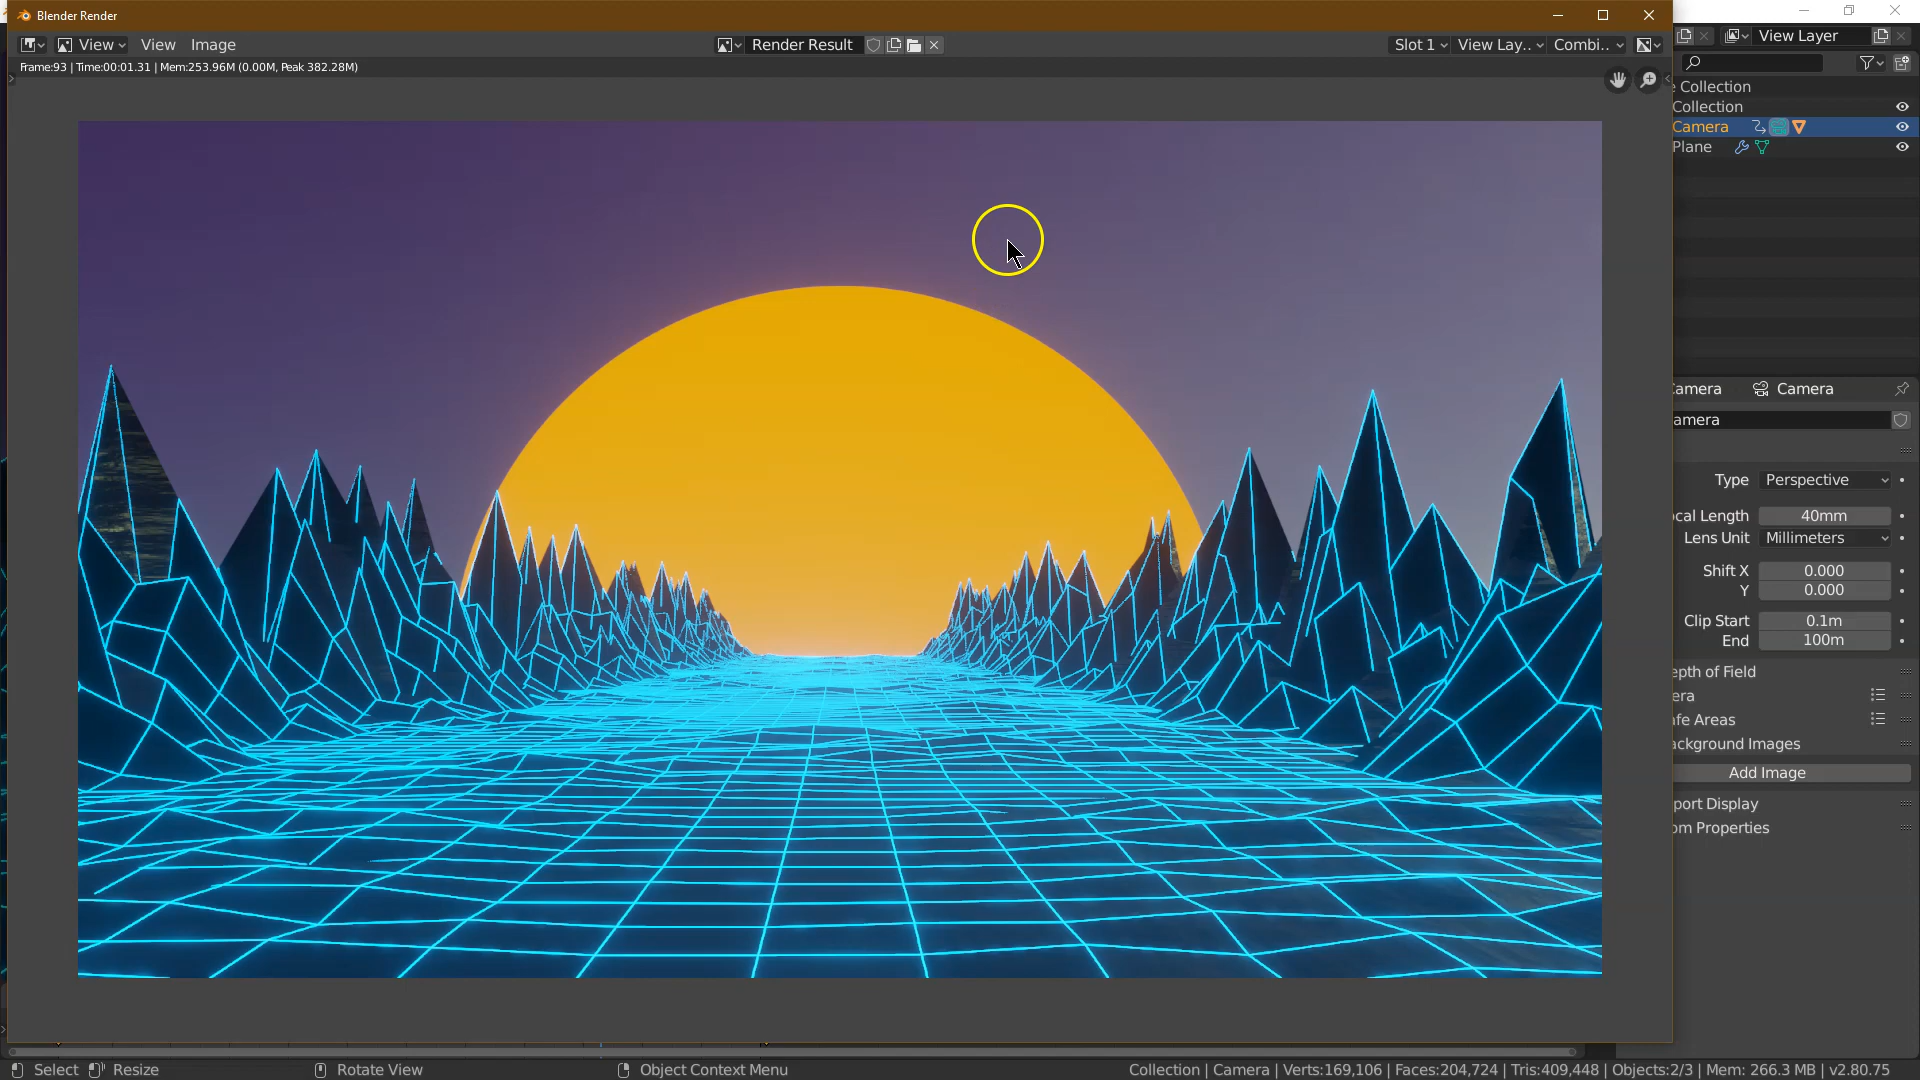 Blender Render
View View Image Render Result Slot 1 View Lay.. Combi..
Frame:93 | Time:00:01.31 | Mem:253.96M (0.00M, Peak 382.28M)
View Layer
Collection
Collection
Camera
Plane
Camera
Type Perspective
Length 40mm
Lens Unit Millimeters
Shift X 0.000
Y 0.000
Clip Start 0.1m
End 100m
epth of Field
era
fe Areas
ackground Images
Add Image
port Display
om Properties
Select Resize Rotate View Object Context Menu Collection | Camera | Verts:169,106 | Faces:204,724 | Tris:409,448 | Objects:2/3 | Mem: 266.3 MB | v2.80.75